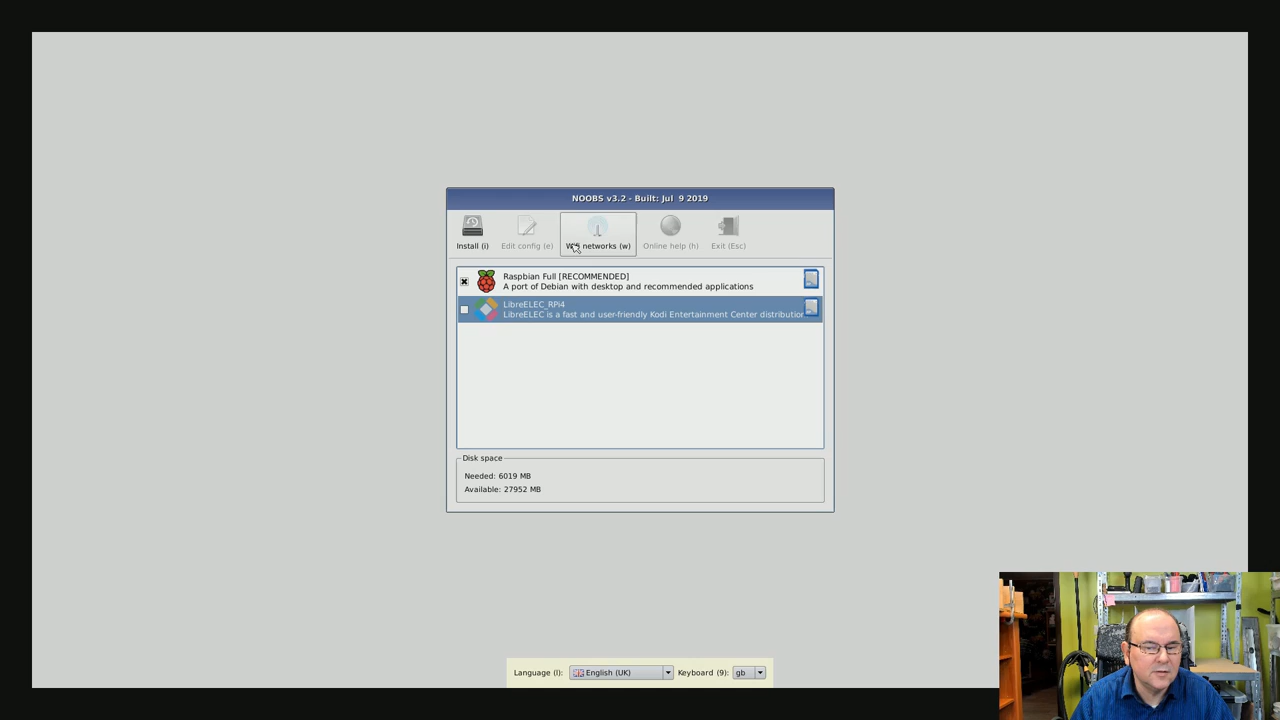 NOOBS v3.2 - Built: Jul 9 2019
Install (i)
Edit config (e)
networks (w)
Online help (h)
Exit (Esc)
Raspbian Full [RECOMMENDED]
A port of Debian with desktop and recommended applications
LibreELEC_RPi4
LibreELEC is a fast and user-friendly Kodi Entertainment Center distribution
Disk space
Needed: 6019 MB
Available: 27952 MB
Language (l): English (UK) Keyboard (9): gb